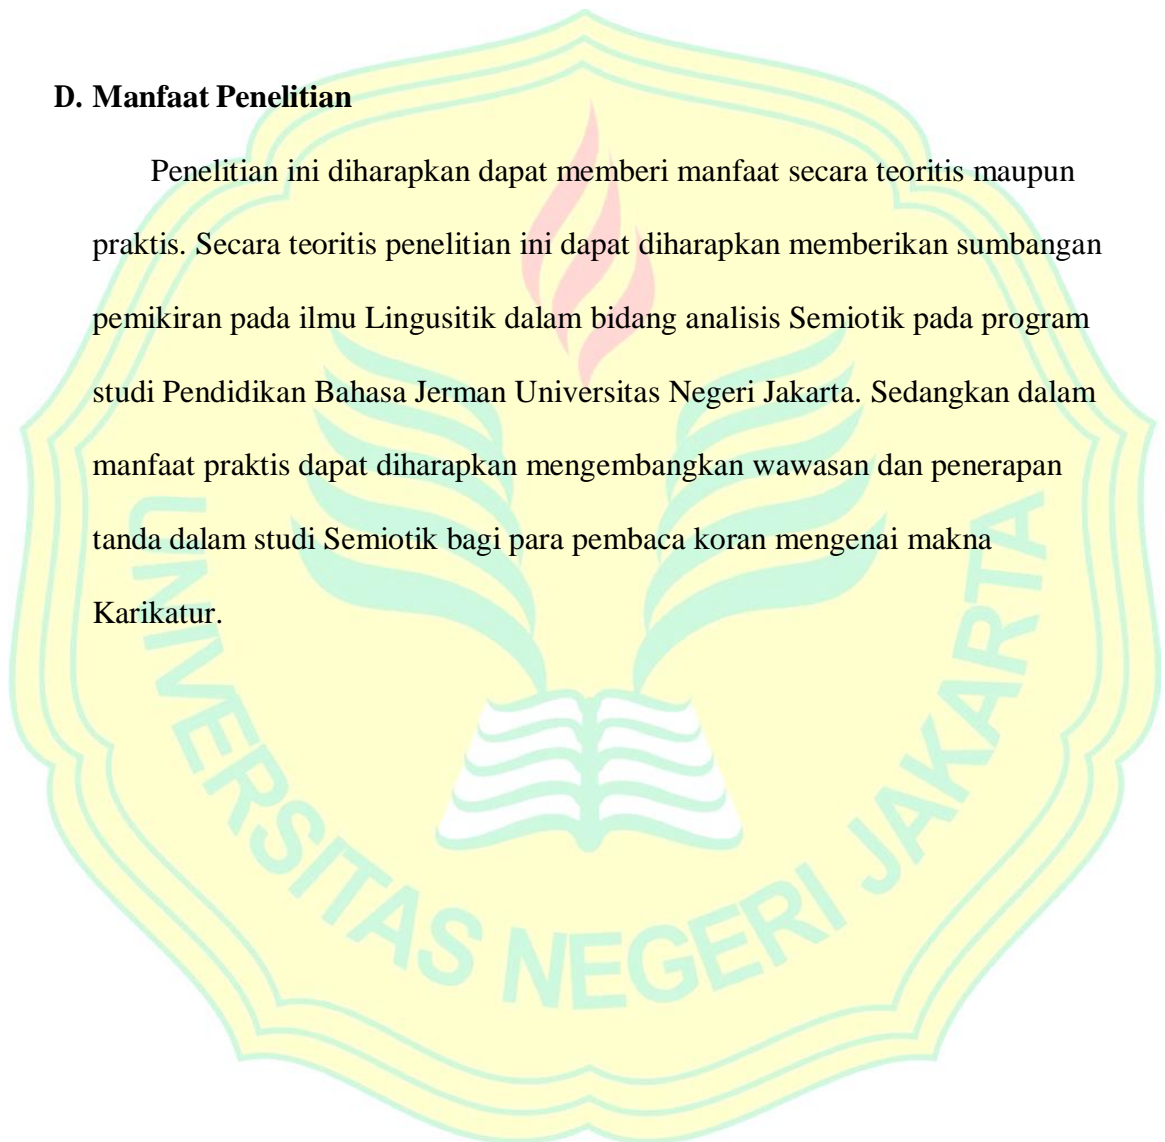 D. Manfaat Penelitian
Penelitian ini diharapkan dapat memberi manfaat secara teoritis maupun
praktis. Secara teoritis penelitian ini dapat diharapkan memberikan sumbangan
pemikiran pada ilmu Lingusitik dalam bidang analisis Semiotik pada program
studi Pendidikan Bahasa Jerman Universitas Negeri Jakarta. Sedangkan dalam
manfaat praktis dapat diharapkan mengembangkan wawasan dan penerapan
tanda dalam studi Semiotik bagi para pembaca koran mengenai makna
Karikatur.
UNIVERSITAS NEGERI JAKARTA